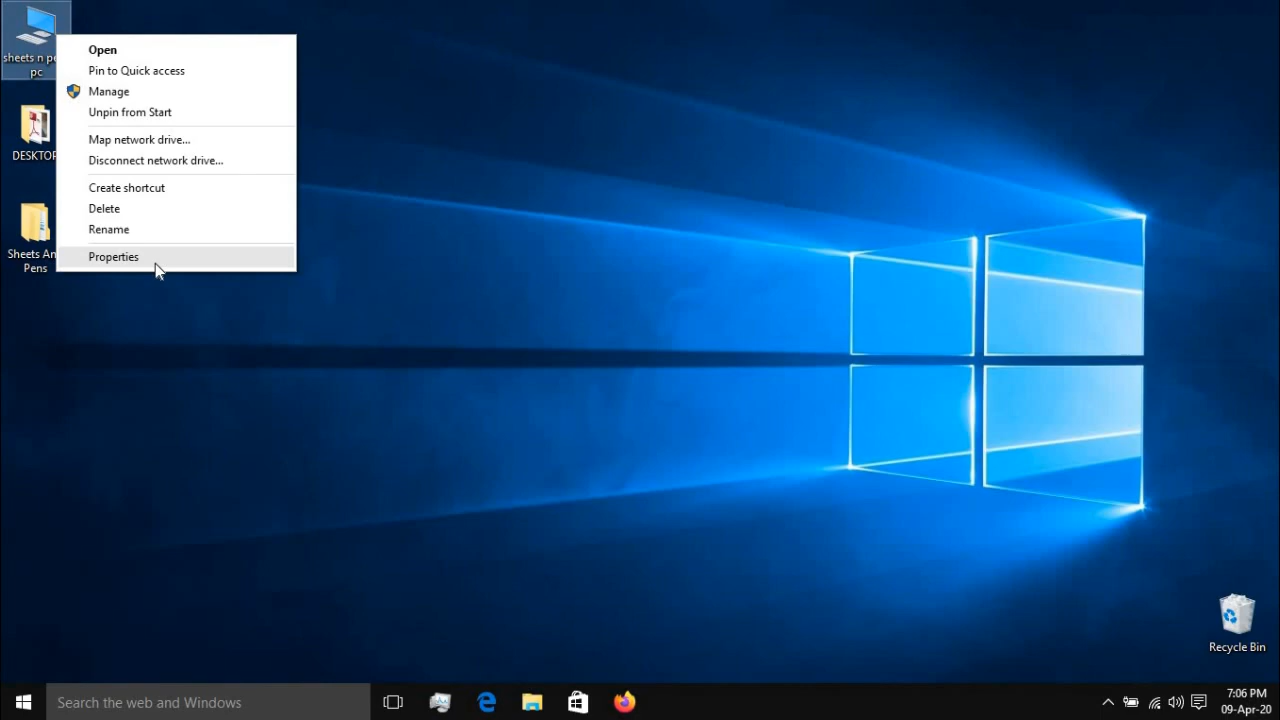 sheets n pe
pc
Open
Pin to Quick access
Manage
Unpin from Start
Map network drive...
Disconnect network drive...
Create shortcut
Delete
Rename
Properties
DESKTOP
Sheets An
Pens
Recycle Bin
Search the web and Windows
7:06 PM
09-Apr-20